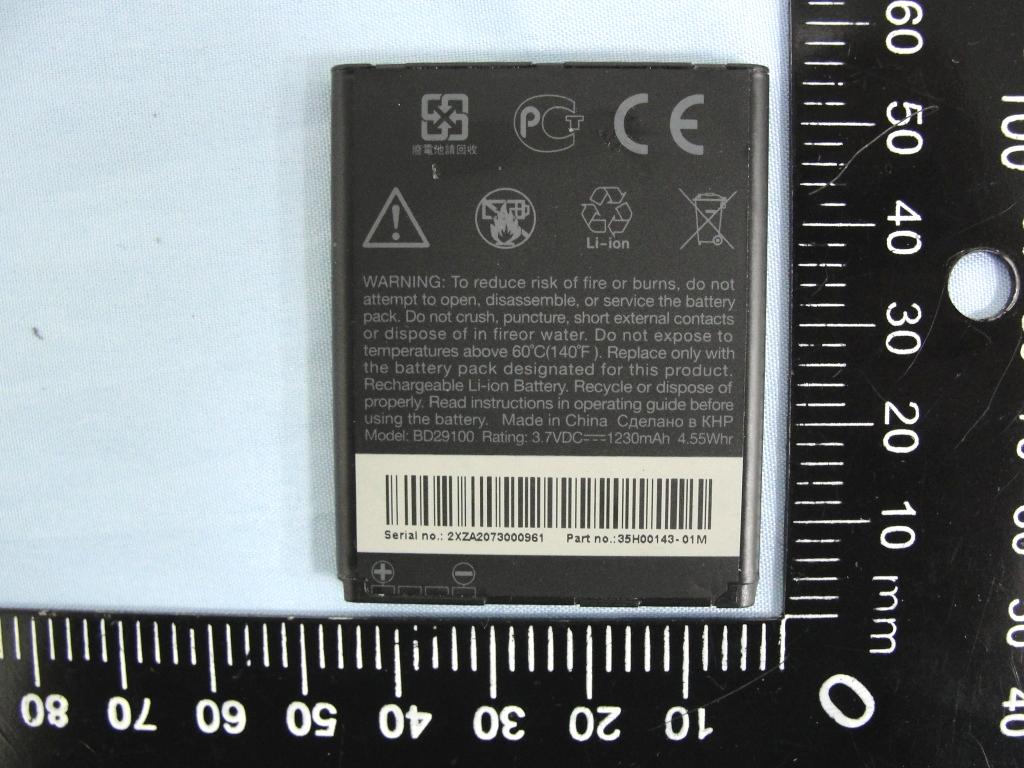 廢電地請回收
PCT
CE
Li-ion
WARNING: To reduce risk of fire or burns, do not
attempt to open, disassemble, or service the battery
pack. Do not crush, puncture, short external contacts
or dispose of in fireor water. Do not expose to
temperatures above 60°C(140°F ). Replace only with
the battery pack designated for this product.
Rechargeable Li-ion Battery. Recycle or dispose of
properly. Read instructions in operating guide before
using the battery. Made in China Сделано в КНР
Model: BD29100 Rating: 3.7VDC⎓1230mAh 4.55Whr
Serial no.: 2XZA2073000961 Part no.: 35H00143-01M
+ −
60
50
40
30
20
10
mm
0
80 70 60 50 40 30 20 10
100
60
50
40